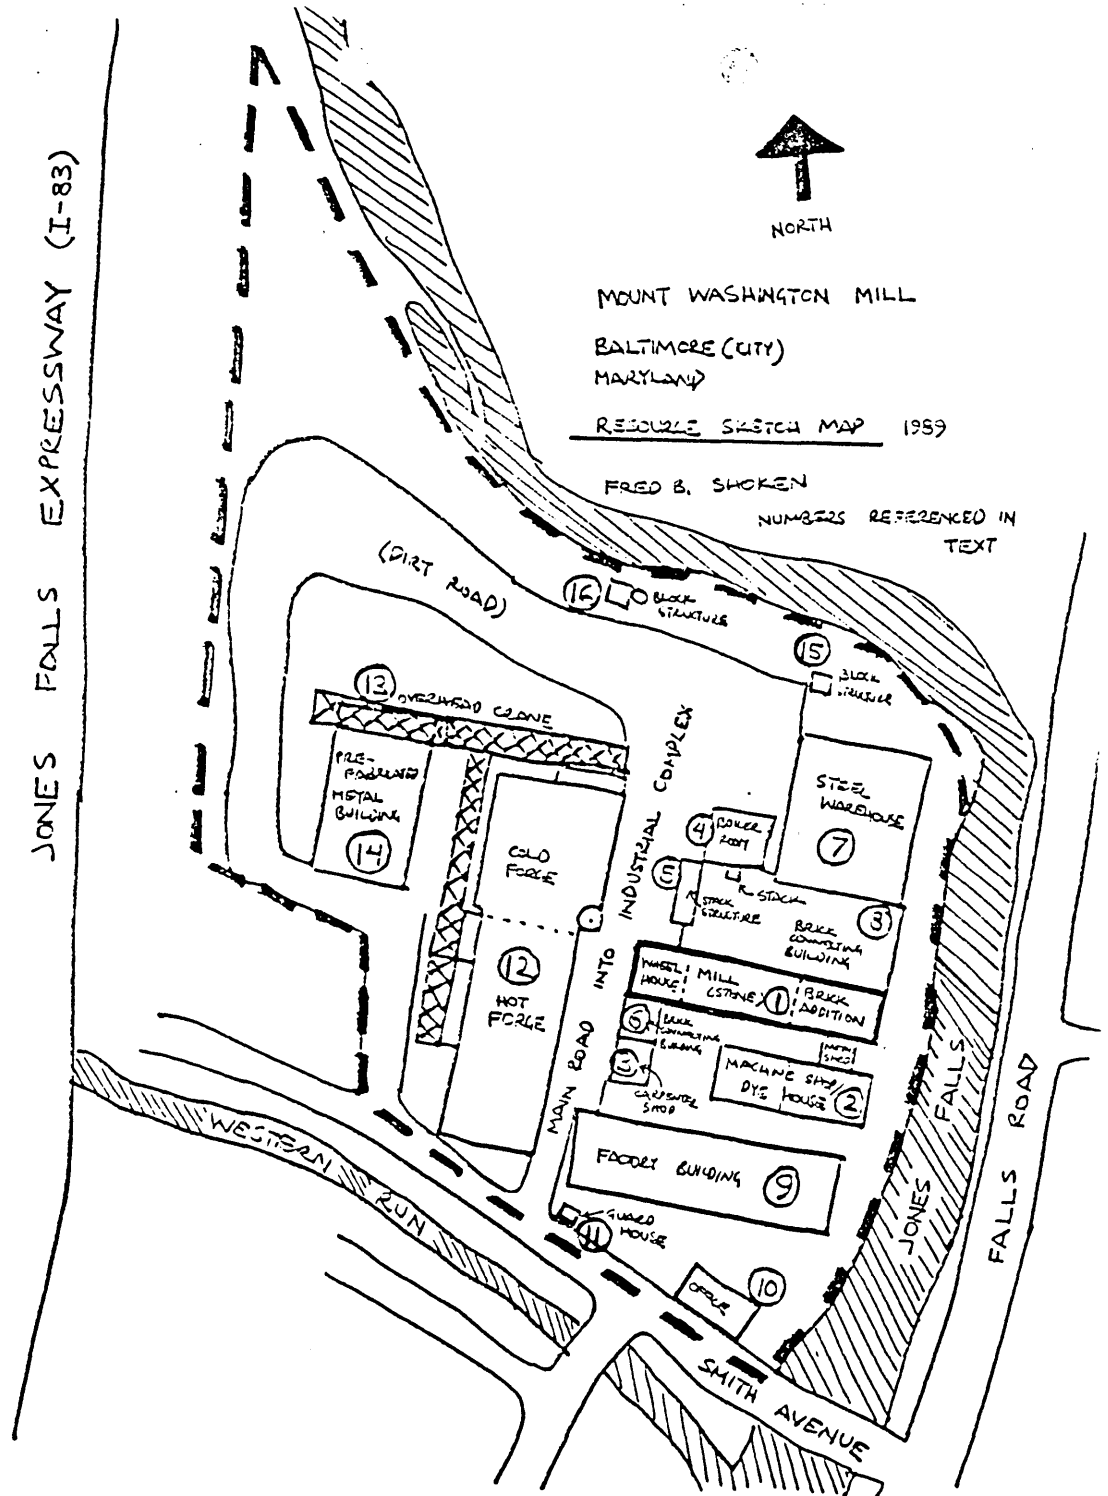 NORTH
MOUNT WASHINGTON MILL
BALTIMORE (CITY)
MARYLAND
RESOURCE SKETCH MAP 1989
FRED B. SHOKEN
NUMBERS REFERENCED IN
TEXT
JONES FALLS EXPRESSWAY (I-83)
(DIRT ROAD)
16
BLOCK
STRUCTURE
15
BLOCK
STRUCTURE
13
OVERHEAD CRANE
PRE-
FABRICATED
METAL
BUILDING
14
COLD
FORGE
12
HOT
FORGE
MAIN ROAD INTO INDUSTRIAL COMPLEX
STEEL
WAREHOUSE
7
4
BOILER
ROOM
5
STACK
STACK
STRUCTURE
3
BRICK
CONNECTING
BUILDING
WHEEL
HOUSE
MILL
(STONE)
1
BRICK
ADDITION
6
BRICK
CONNECTING
BUILDING
CARPENTER
SHOP
METAL
SHED
MACHINE SHOP/
DYE HOUSE
2
FACTORY BUILDING
9
GUARD
HOUSE
11
OFFICE
10
WESTERN RUN
SMITH AVENUE
JONES FALLS
FALLS ROAD